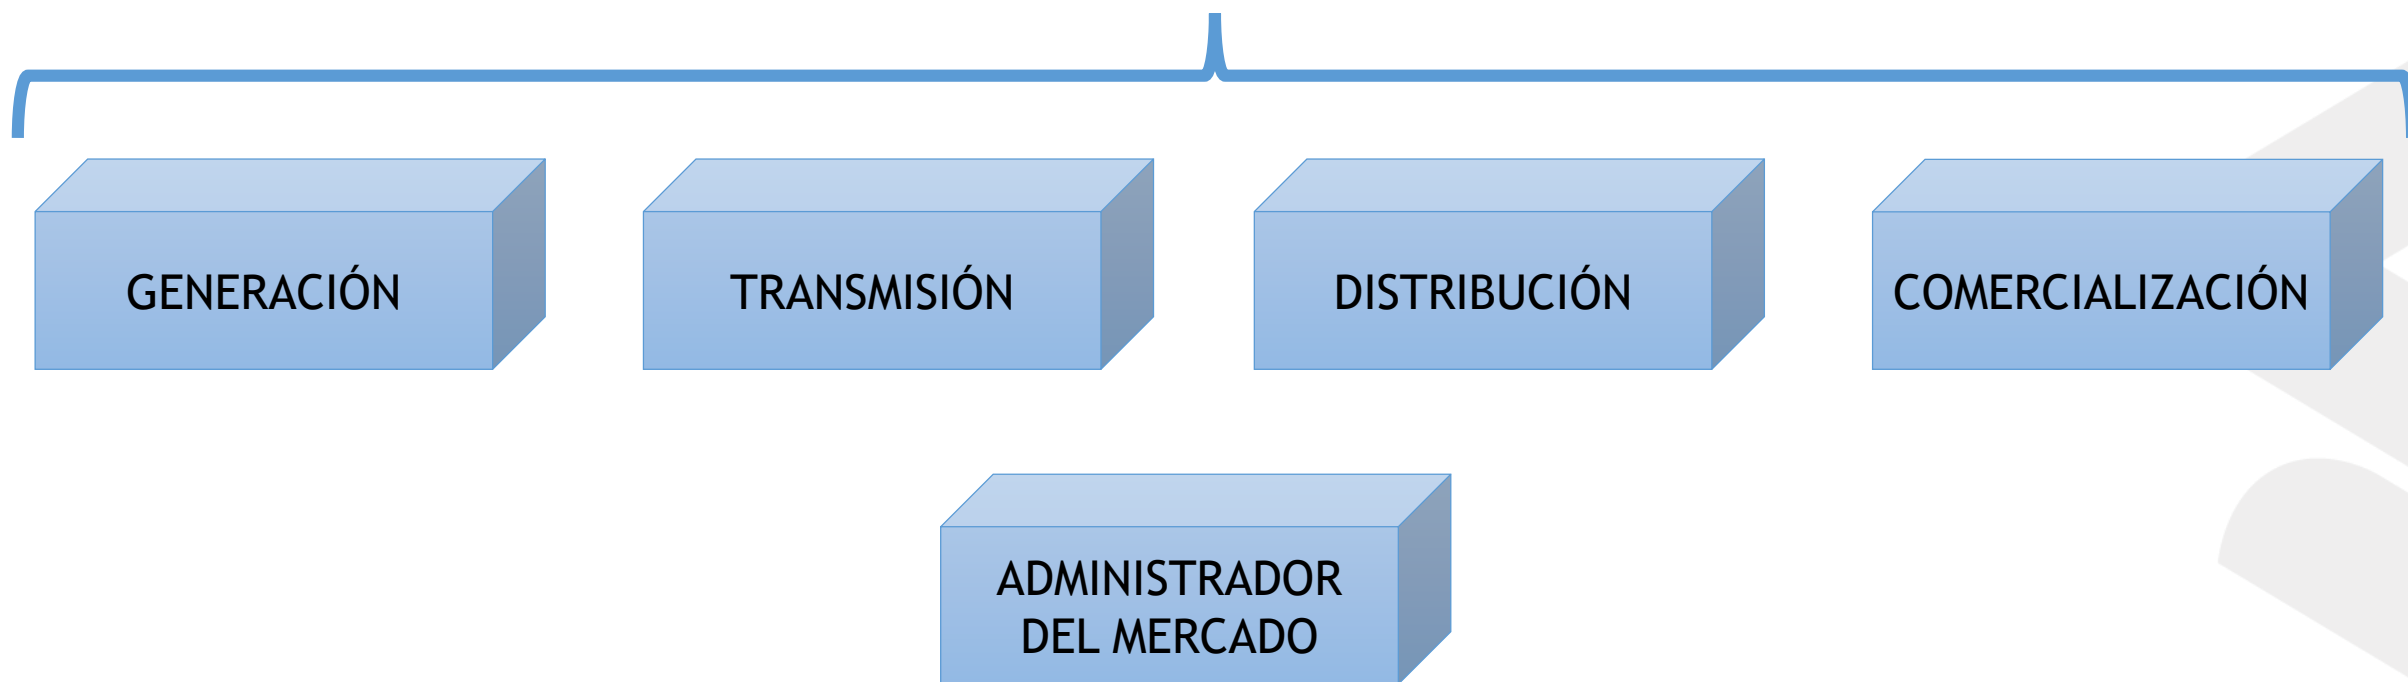 GENERACIÓN
TRANSMISIÓN
DISTRIBUCIÓN
COMERCIALIZACIÓN
ADMINISTRADOR
DEL MERCADO